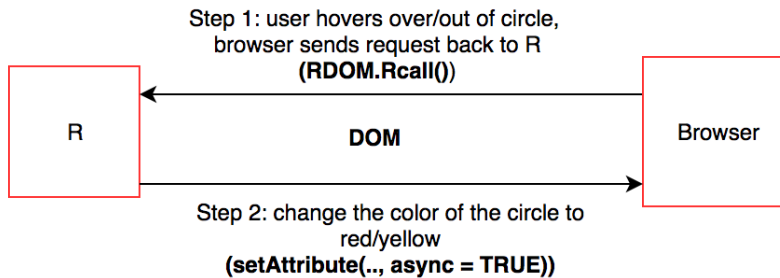 Step 1: user hovers over/out of circle,
browser sends request back to R
(RDOM.Rcall())
R
DOM
Browser
Step 2: change the color of the circle to
red/yellow
(setAttribute(.., async = TRUE))